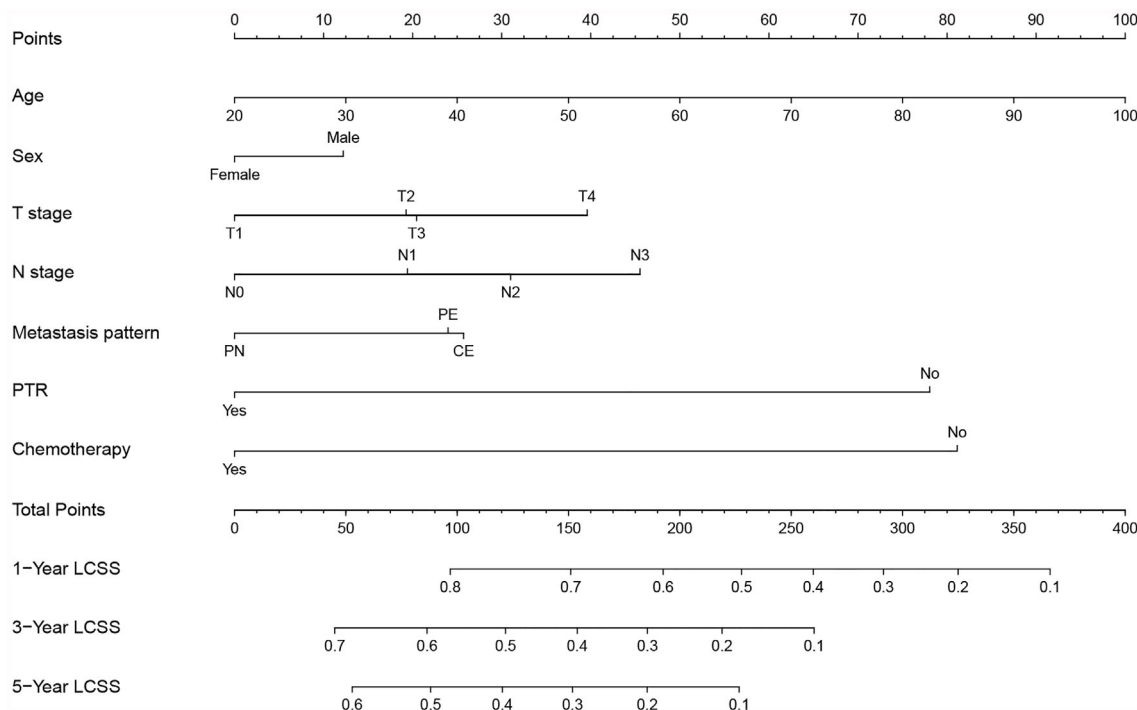 0 10 20 30 40 50 60 70 80 90 100
Points
Age
20 30 40 50 60 70 80 90 100
Male
Sex
Female
T2 T4
T stage
T1 T3
N1 N3
N stage
N0 N2
PE
Metastasis pattern
PN CE
No
PTR
Yes
No
Chemotherapy
Yes
Total Points
0 50 100 150 200 250 300 350 400
1−Year LCSS
0.8 0.7 0.6 0.5 0.4 0.3 0.2 0.1
3−Year LCSS
0.7 0.6 0.5 0.4 0.3 0.2 0.1
5−Year LCSS
0.6 0.5 0.4 0.3 0.2 0.1